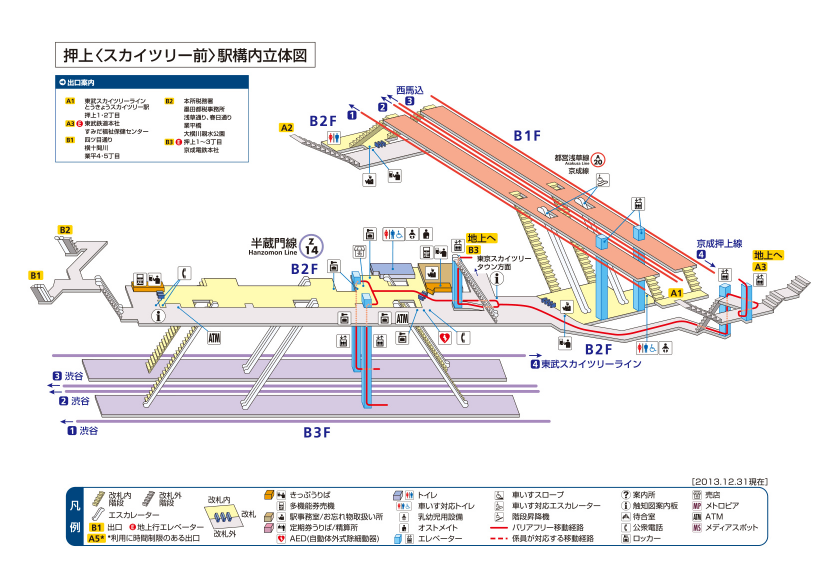 押上〈スカイツリー前〉駅構内立体図
出口案内
A1 東武スカイツリーライン
とうきょうスカイツリー駅
押上1・2丁目
A3 E 東武鉄道本社
すみだ福祉保健センター
B1 四ツ目通り
横十間川
業平4・5丁目
B2 本所税務署
墨田都税事務所
浅草通り、春日通り
業平橋
大横川親水公園
B3 E 押上1〜3丁目
京成電鉄本社
西馬込
1 2 3
B2F
A2
B1F
都営浅草線
Asakusa Line
京成線
A 20
半蔵門線
Hanzomon Line
Z 14
B2F
B2
B1
地上へ
B3
東京スカイツリー
タウン方面
京成押上線
4
地上へ
A3
A1
ATM
ATM
B2F
4 東武スカイツリーライン
3 渋谷
2 渋谷
1 渋谷
B3F
[2013.12.31現在]
凡例
改札内
階段
改札外
階段
エスカレーター
B1 出口 E 地上行エレベーター
A5* *利用に時間制限のある出口
改札内
改札
改札外
きっぷうりば
多機能券売機
駅事務室/お忘れ物取扱い所
定期券うりば/精算所
AED(自動体外式除細動器)
トイレ
車いす対応トイレ
乳幼児用設備
オストメイト
エレベーター
車いすスロープ
車いす対応エスカレーター
階段昇降機
バリアフリー移動経路
係員が対応する移動経路
案内所
触知図案内板
待合室
公衆電話
ロッカー
売店
MP メトロピア
ATM ATM
MS メディアスポット